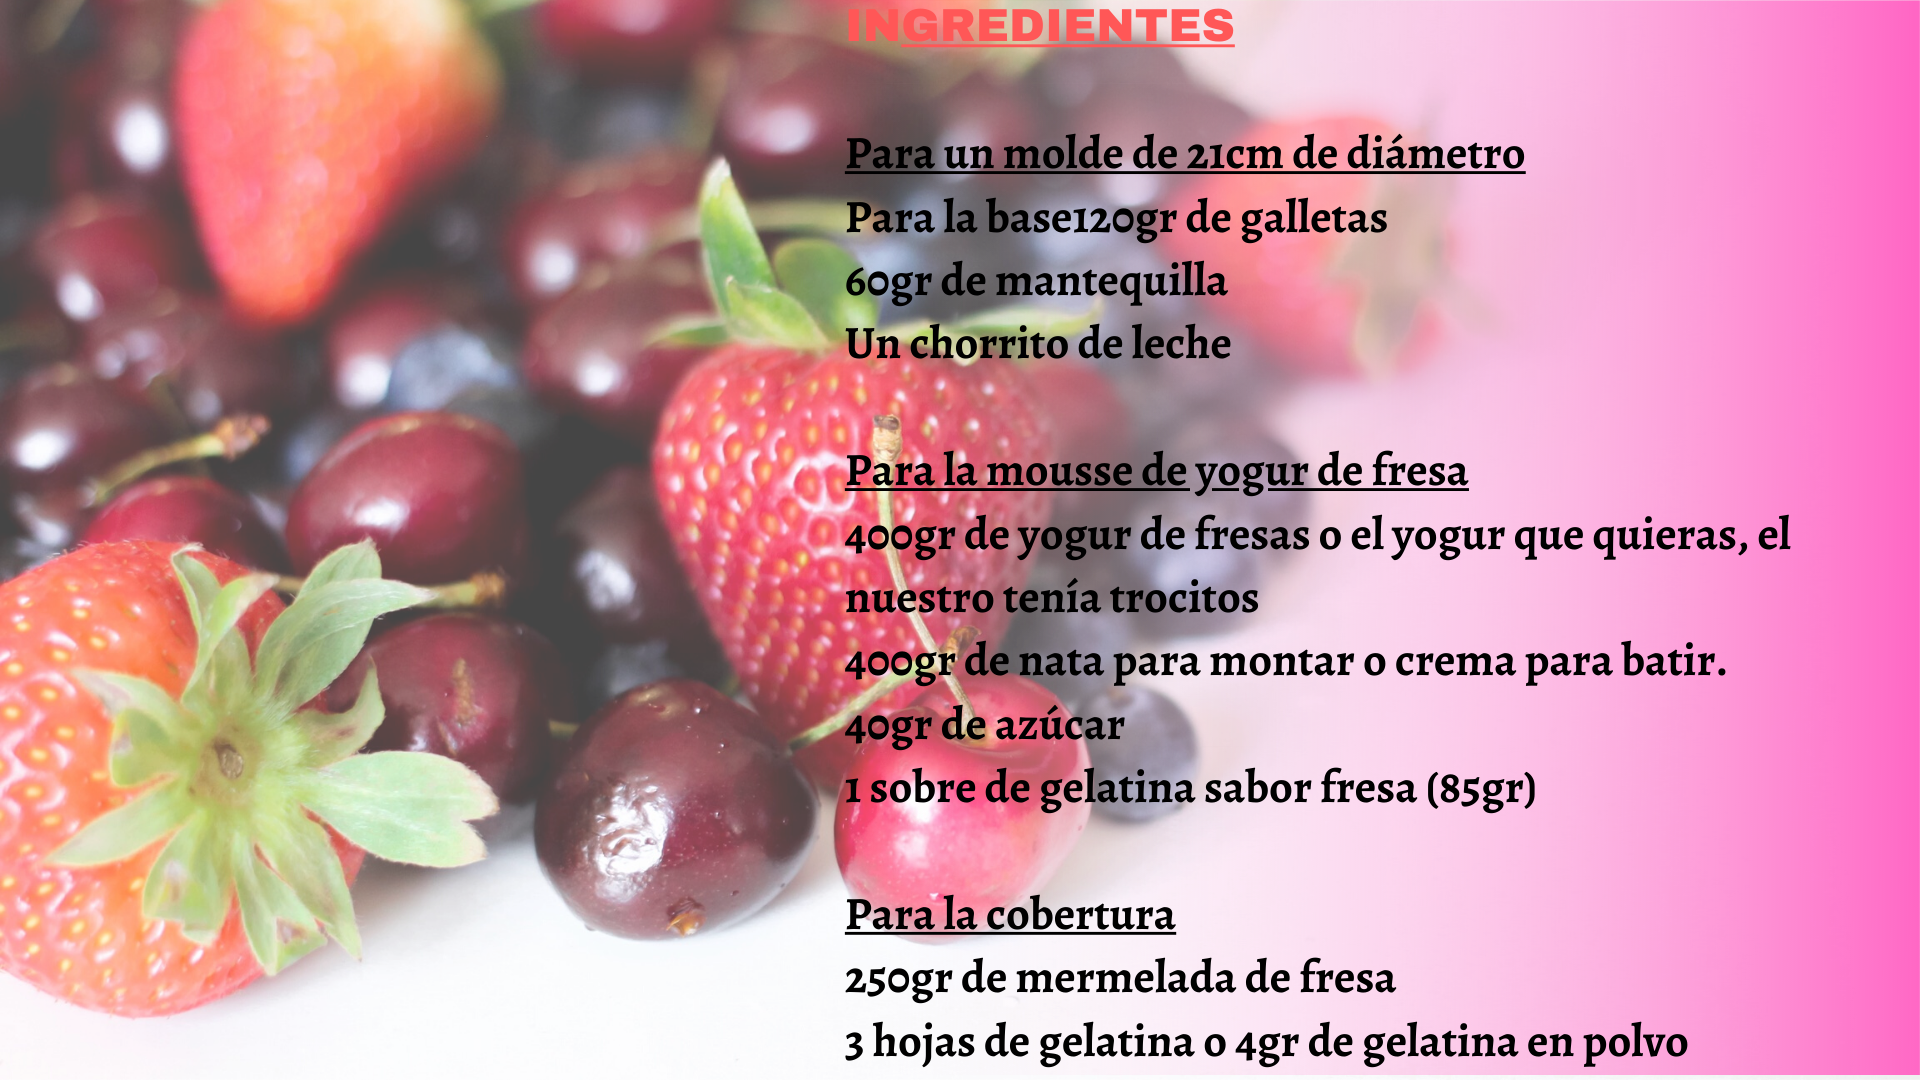 INGREDIENTES
Para un molde de 21cm de diámetro
Para la base120gr de galletas
60gr de mantequilla
Un chorrito de leche
Para la mousse de yogur de fresa
400gr de yogur de fresas o el yogur que quieras, el
nuestro tenía trocitos
400gr de nata para montar o crema para batir.
40gr de azúcar
1 sobre de gelatina sabor fresa (85gr)
Para la cobertura
250gr de mermelada de fresa
3 hojas de gelatina o 4gr de gelatina en polvo